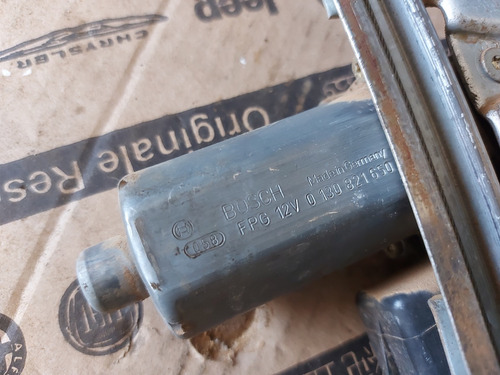 Jeep
CHRYSLER
Originale Res
BOSCH
Made in Germany
FPG 12V 0 130 821 650